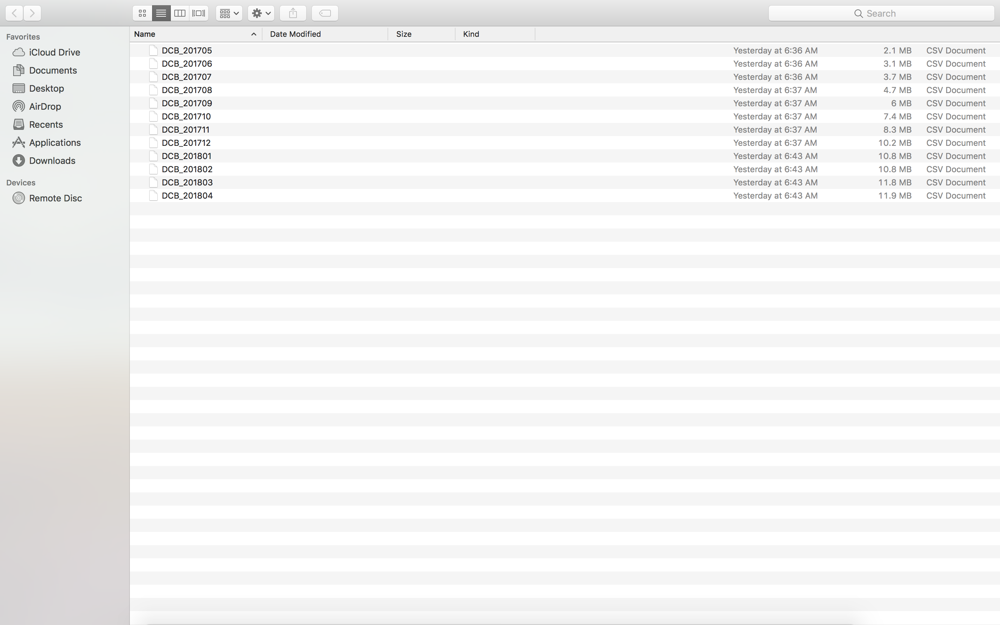 Search
Favorites
iCloud Drive
Documents
Desktop
AirDrop
Recents
Applications
Downloads
Devices
Remote Disc
Name Date Modified Size Kind
DCB_201705 Yesterday at 6:36 AM 2.1 MB CSV Document
DCB_201706 Yesterday at 6:36 AM 3.1 MB CSV Document
DCB_201707 Yesterday at 6:36 AM 3.7 MB CSV Document
DCB_201708 Yesterday at 6:37 AM 4.7 MB CSV Document
DCB_201709 Yesterday at 6:37 AM 6 MB CSV Document
DCB_201710 Yesterday at 6:37 AM 7.4 MB CSV Document
DCB_201711 Yesterday at 6:37 AM 8.3 MB CSV Document
DCB_201712 Yesterday at 6:37 AM 10.2 MB CSV Document
DCB_201801 Yesterday at 6:43 AM 10.8 MB CSV Document
DCB_201802 Yesterday at 6:43 AM 10.8 MB CSV Document
DCB_201803 Yesterday at 6:43 AM 11.8 MB CSV Document
DCB_201804 Yesterday at 6:43 AM 11.9 MB CSV Document